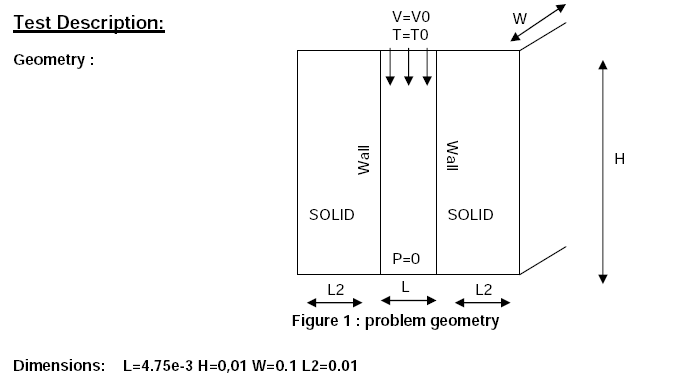 Test Description:
Geometry :
V=V0
T=T0
W
Wall
Wall
H
SOLID
SOLID
P=0
L2
L
L2
Figure 1 : problem geometry
Dimensions: L=4.75e-3 H=0,01 W=0.1 L2=0.01